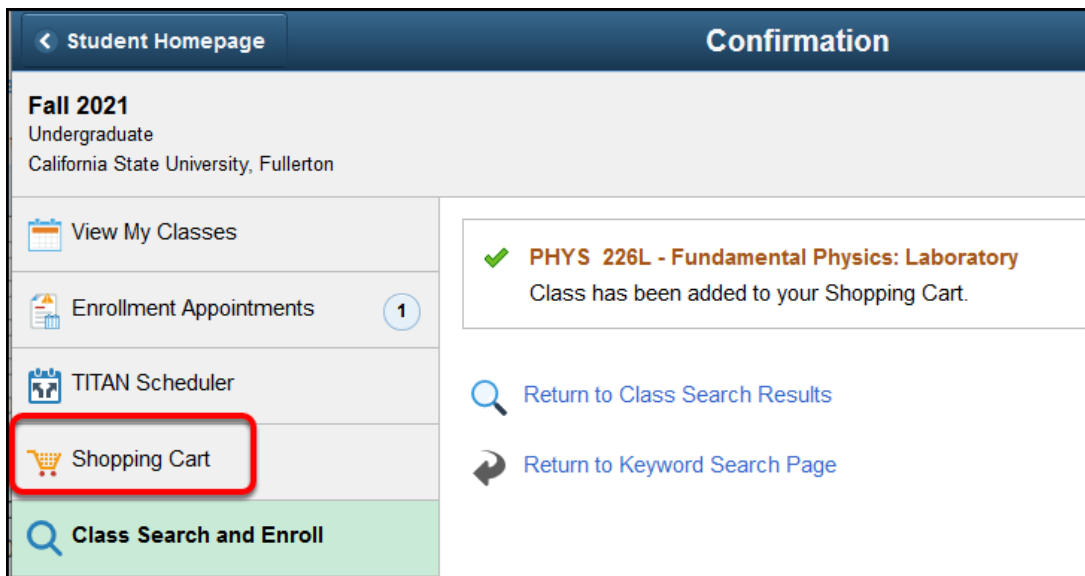 Student Homepage
Confirmation
Fall 2021
Undergraduate
California State University, Fullerton
View My Classes
Enrollment Appointments 1
TITAN Scheduler
Shopping Cart
Class Search and Enroll
PHYS 226L - Fundamental Physics: Laboratory
Class has been added to your Shopping Cart.
Return to Class Search Results
Return to Keyword Search Page